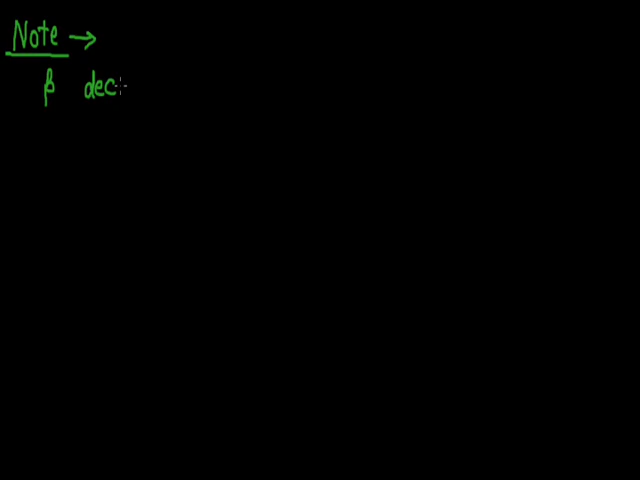 Note →
β dec